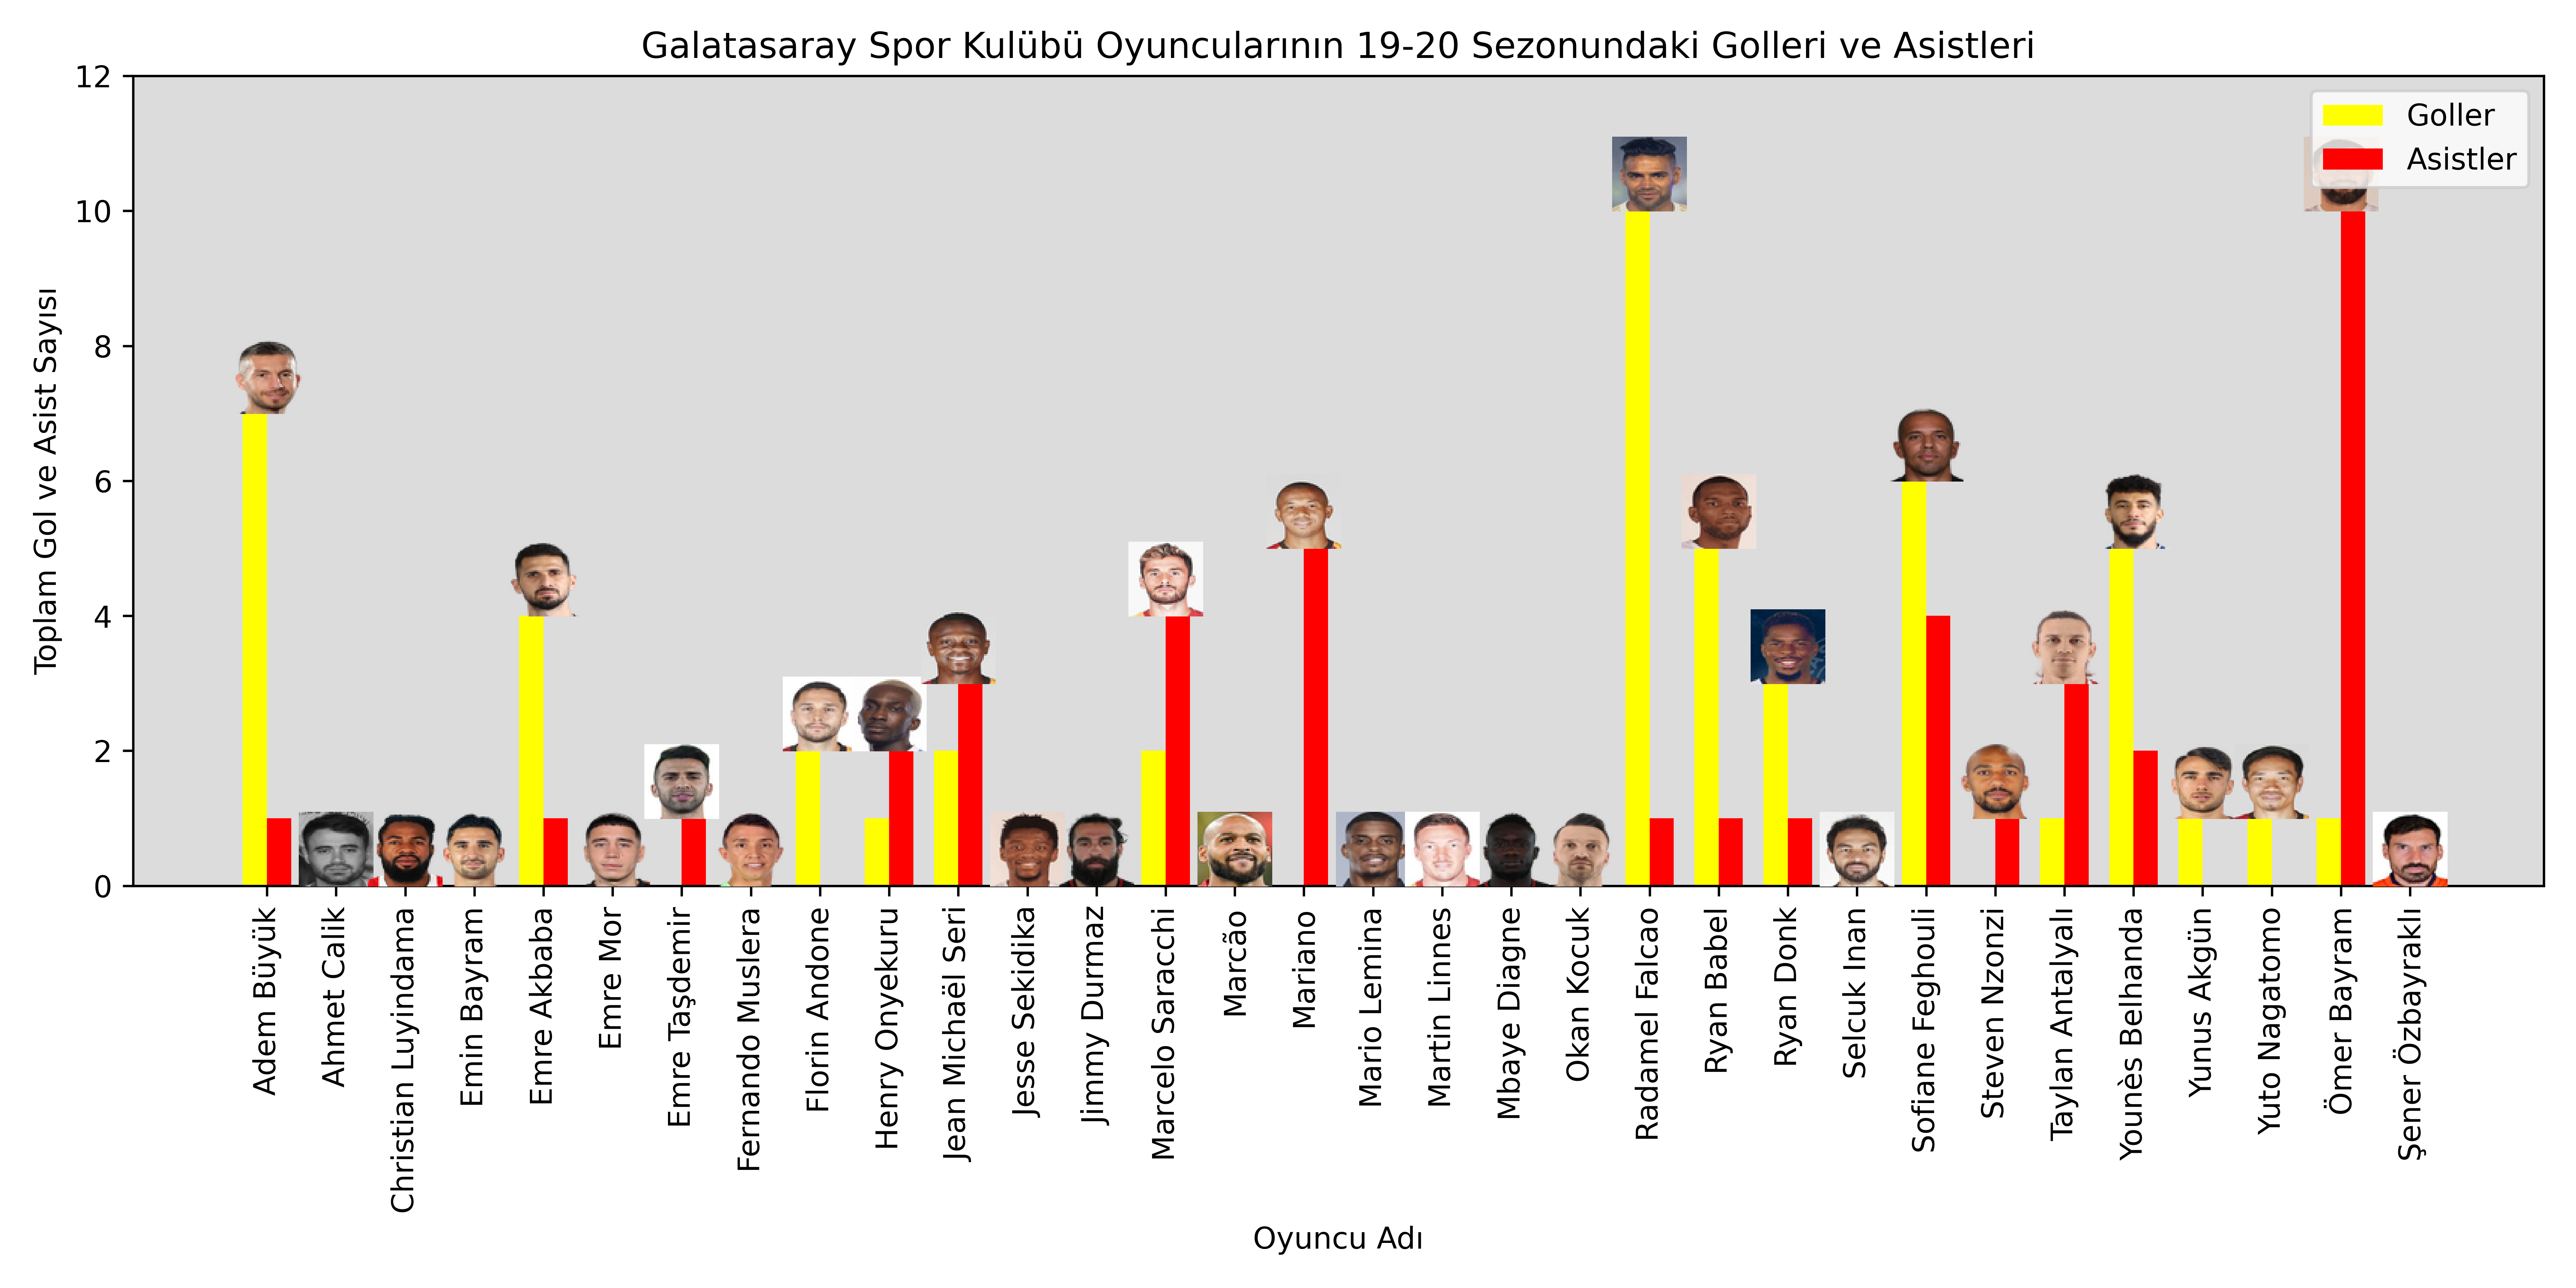 Galatasaray Spor Kulübü Oyuncularının 19-20 Sezonundaki Golleri ve Asistleri
Toplam Gol ve Asist Sayısı
12
10
8
6
4
2
0
Goller
Asistler
Adem Büyük
Ahmet Calik
Christian Luyindama
Emin Bayram
Emre Akbaba
Emre Mor
Emre Taşdemir
Fernando Muslera
Florin Andone
Henry Onyekuru
Jean Michaël Seri
Jesse Sekidika
Jimmy Durmaz
Marcelo Saracchi
Marcão
Mariano
Mario Lemina
Martin Linnes
Mbaye Diagne
Okan Kocuk
Radamel Falcao
Ryan Babel
Ryan Donk
Selcuk Inan
Sofiane Feghouli
Steven Nzonzi
Taylan Antalyalı
Younès Belhanda
Yunus Akgün
Yuto Nagatomo
Ömer Bayram
Şener Özbayraklı
Oyuncu Adı